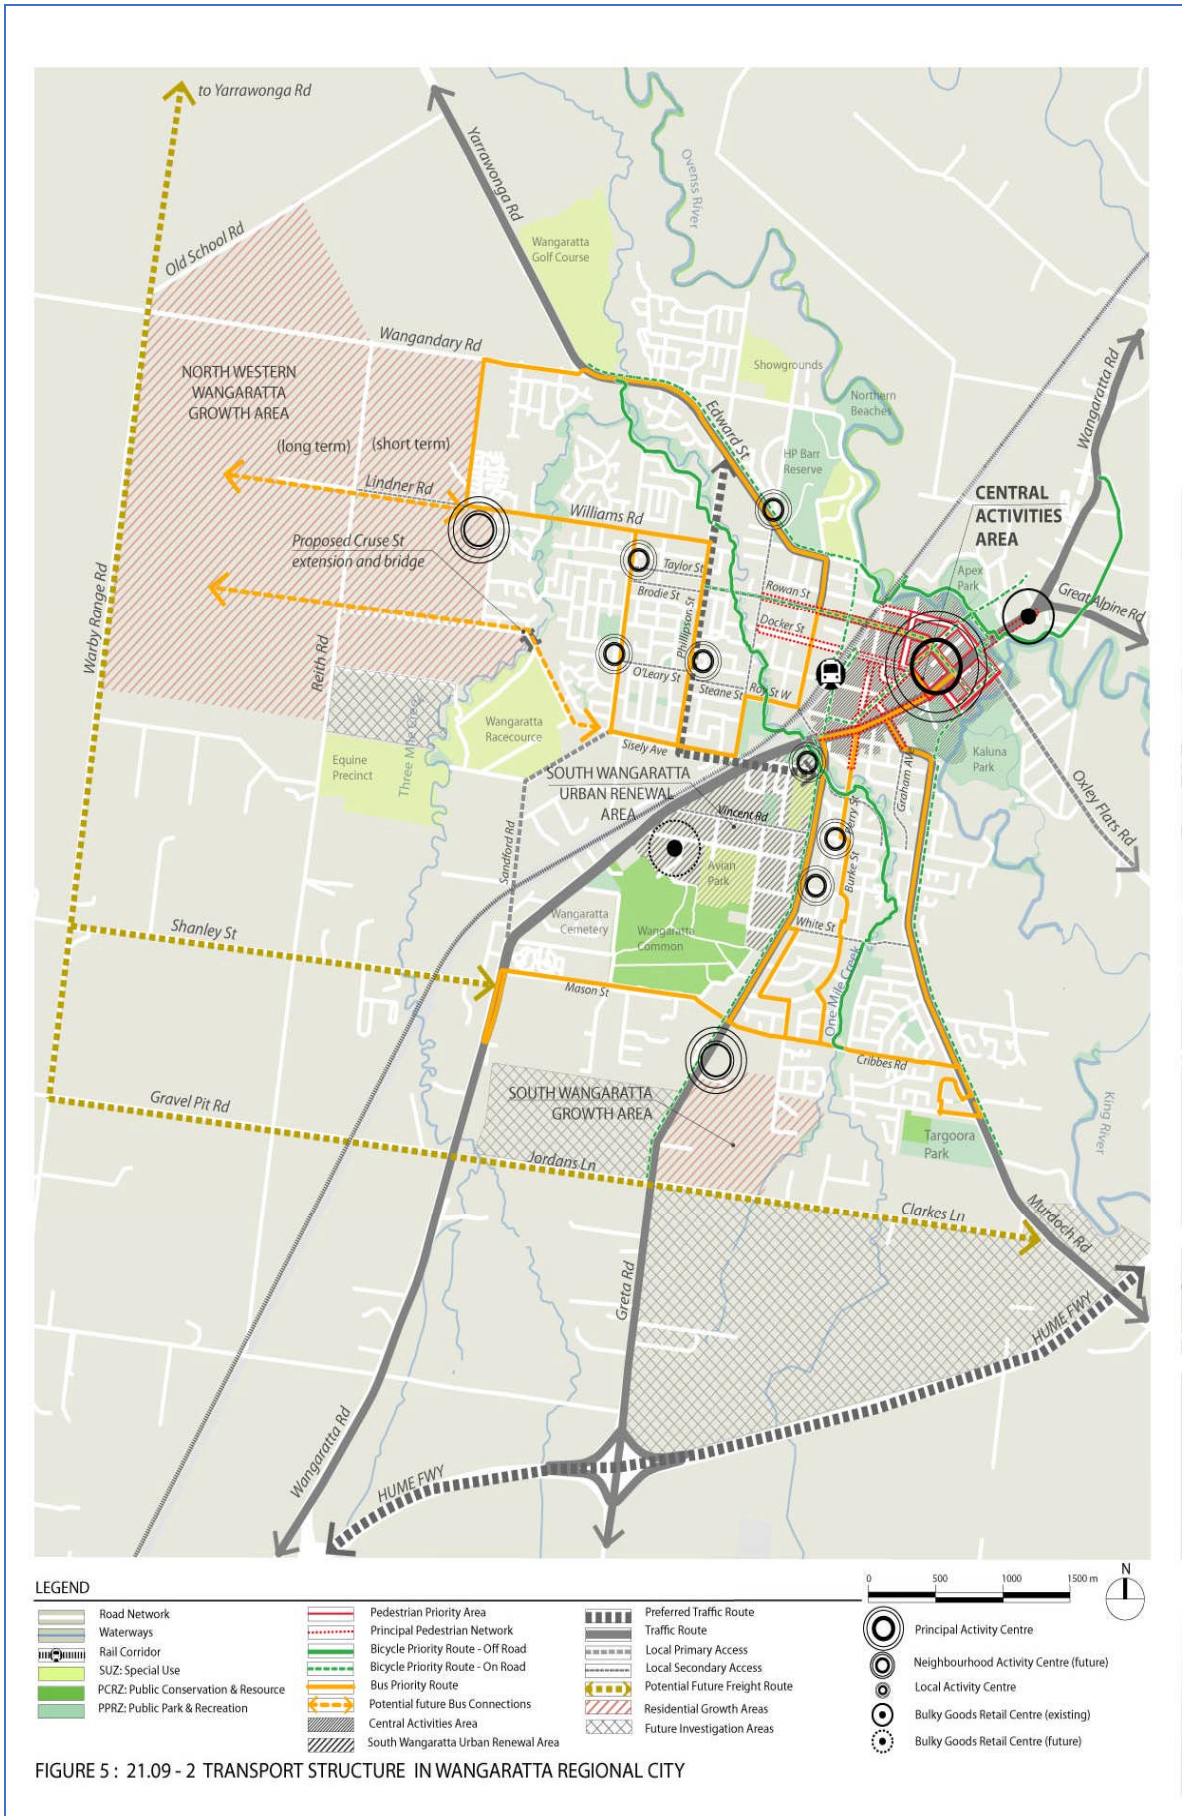 to Yarrawonga Rd
Yarrawonga Rd
Ovenss River
Old School Rd
Wangaratta
Golf Course
Wangandary Rd
Showgrounds
Wangaratta Rd
NORTH WESTERN
WANGARATTA
GROWTH AREA
(long term)
(short term)
Northern
Beaches
Edward St
HP Barr
Reserve
Lindner Rd
CENTRAL
ACTIVITIES
AREA
Williams Rd
Proposed Cruse St
extension and bridge
Taylor St
Brodie St
Rowan St
Apex
Park
Great Alpine Rd
Docker St
Phillipson St
Warby Range Rd
Reith Rd
O'Leary St
Steane St
Roy St W
Wangaratta
Racecourse
Sisely Ave
Equine
Precinct
Three Mile Creek
Kaluna
Park
Graham Av
Oxley Flats Rd
SOUTH WANGARATTA
URBAN RENEWAL
AREA
Vincent Rd
Perry St
Burke St
Sandford Rd
Avian
Park
Wangaratta
Cemetery
Wangaratta
Common
White St
Shanley St
Mason St
One Mile Creek
Cribbes Rd
SOUTH WANGARATTA
GROWTH AREA
Gravel Pit Rd
King River
Targoora
Park
Jordans Ln
Clarkes Ln
Murdoch Rd
Greta Rd
HUME FWY
Wangaratta Rd
HUME FWY
LEGEND
Road Network
Waterways
Rail Corridor
SUZ: Special Use
PCRZ: Public Conservation & Resource
PPRZ: Public Park & Recreation
Pedestrian Priority Area
Principal Pedestrian Network
Bicycle Priority Route - Off Road
Bicycle Priority Route - On Road
Bus Priority Route
Potential future Bus Connections
Central Activities Area
South Wangaratta Urban Renewal Area
Preferred Traffic Route
Traffic Route
Local Primary Access
Local Secondary Access
Potential Future Freight Route
Residential Growth Areas
Future Investigation Areas
0 500 1000 1500 m
N
Principal Activity Centre
Neighbourhood Activity Centre (future)
Local Activity Centre
Bulky Goods Retail Centre (existing)
Bulky Goods Retail Centre (future)
FIGURE 5 : 21.09 - 2 TRANSPORT STRUCTURE IN WANGARATTA REGIONAL CITY